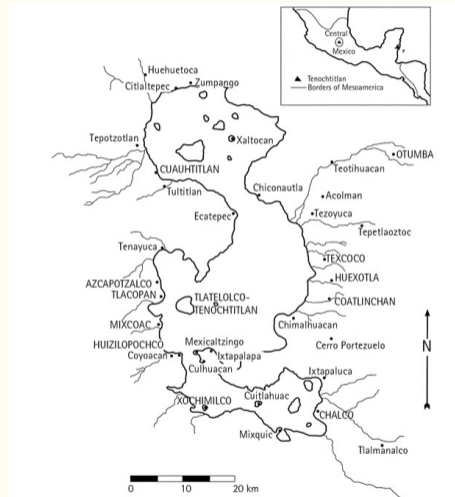 Central
Mexico
Tenochtitlan
Borders of Mesoamerica
Huehuetoca
Citlaltepec
Zumpango
Tepotzotlan
Xaltocan
OTUMBA
Teotihuacan
CUAUHTITLAN
Tultitlan
Chiconautla
Acolman
Ecatepec
Tezoyuca
Tepetlaoztoc
Tenayuca
TEXCOCO
HUEXOTLA
AZCAPOTZALCO
TLACOPAN
TLATELOLCO-
TENOCHTITLAN
COATLINCHAN
MIXCOAC
Chimalhuacan
HUIZILOPOCHCO
Mexicaltzingo
Cerro Portezuelo
N
Coyoacan
Ixtapalapa
Culhuacan
Ixtapaluca
XOCHIMILCO
Cuitlahuac
CHALCO
Mixquic
Tlalmanalco
0 10 20 km